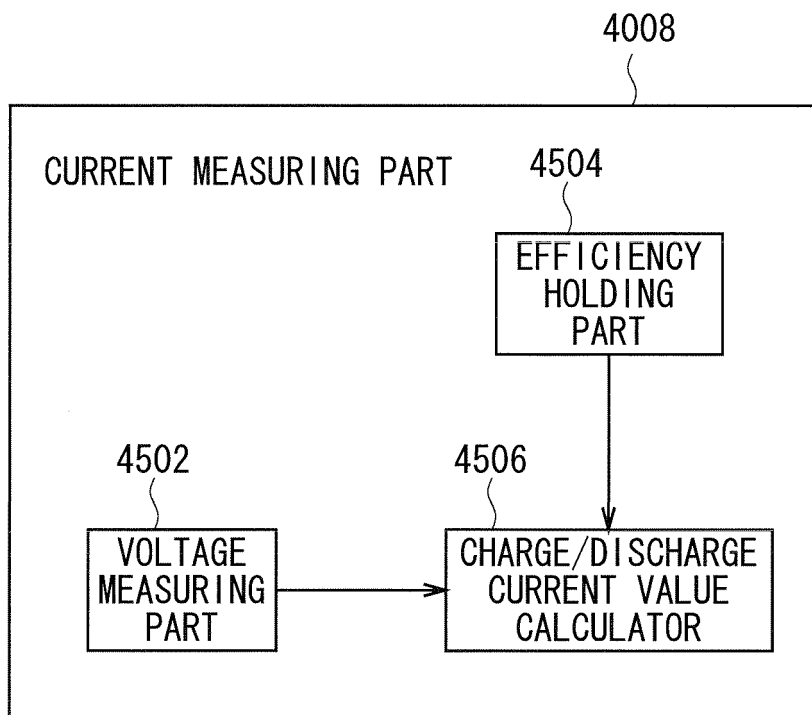 4008
CURRENT MEASURING PART
4504
EFFICIENCY
HOLDING
PART
4502
4506
VOLTAGE
MEASURING
PART
CHARGE/DISCHARGE
CURRENT VALUE
CALCULATOR